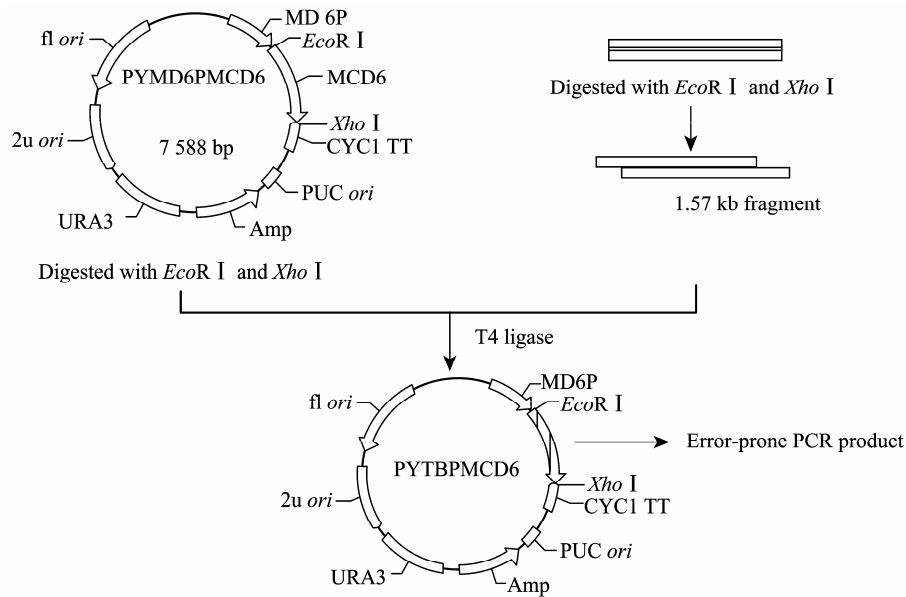 MD 6P
EcoR Ⅰ
fl ori
PYMD6PMCD6
MCD6
Xho Ⅰ
2u ori
7 588 bp
CYC1 TT
PUC ori
URA3
Amp
Digested with EcoR Ⅰ and Xho Ⅰ
Digested with EcoR Ⅰ and Xho Ⅰ
1.57 kb fragment
T4 ligase
MD6P
EcoR Ⅰ
fl ori
Error-pronc PCR product
PYTBPMCD6
Xho Ⅰ
2u ori
CYC1 TT
PUC ori
URA3
Amp